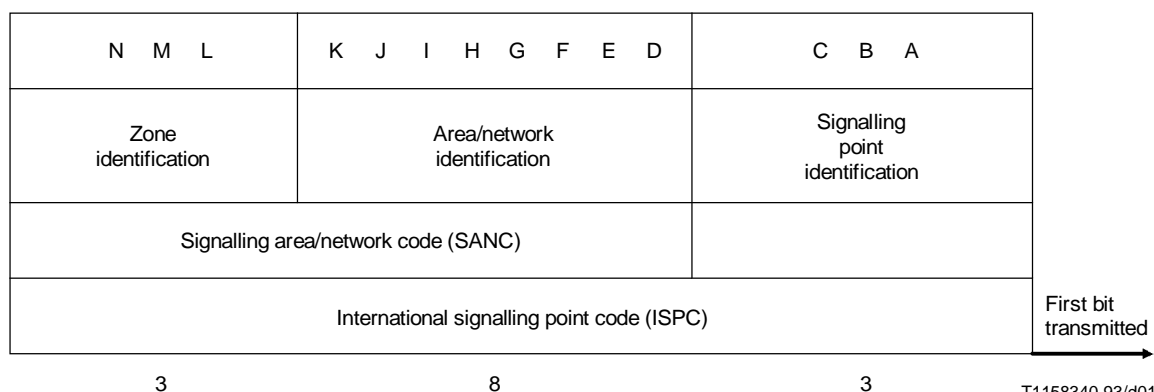 N M L K J I H G F E D C B A
Zone
identification
Area/network
identification
Signalling
point
identification
Signalling area/network code (SANC)
International signalling point code (ISPC)
First bit
transmitted
3 8 3
T1158340-93/d01